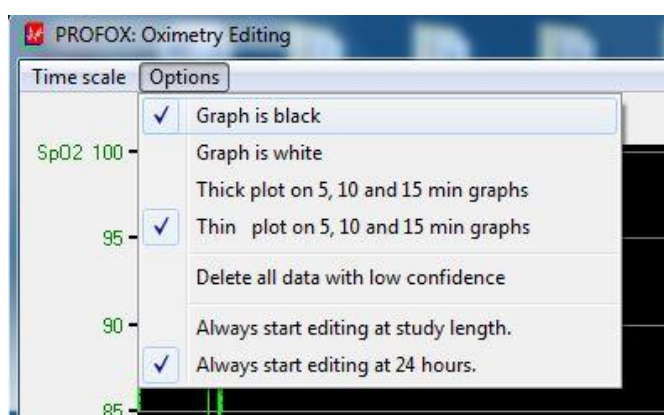 PROFOX: Oximetry Editing
Time scale Options
Graph is black
SpO2 100
Graph is white
Thick plot on 5, 10 and 15 min graphs
95
Thin plot on 5, 10 and 15 min graphs
Delete all data with low confidence
90
Always start editing at study length.
Always start editing at 24 hours.
85